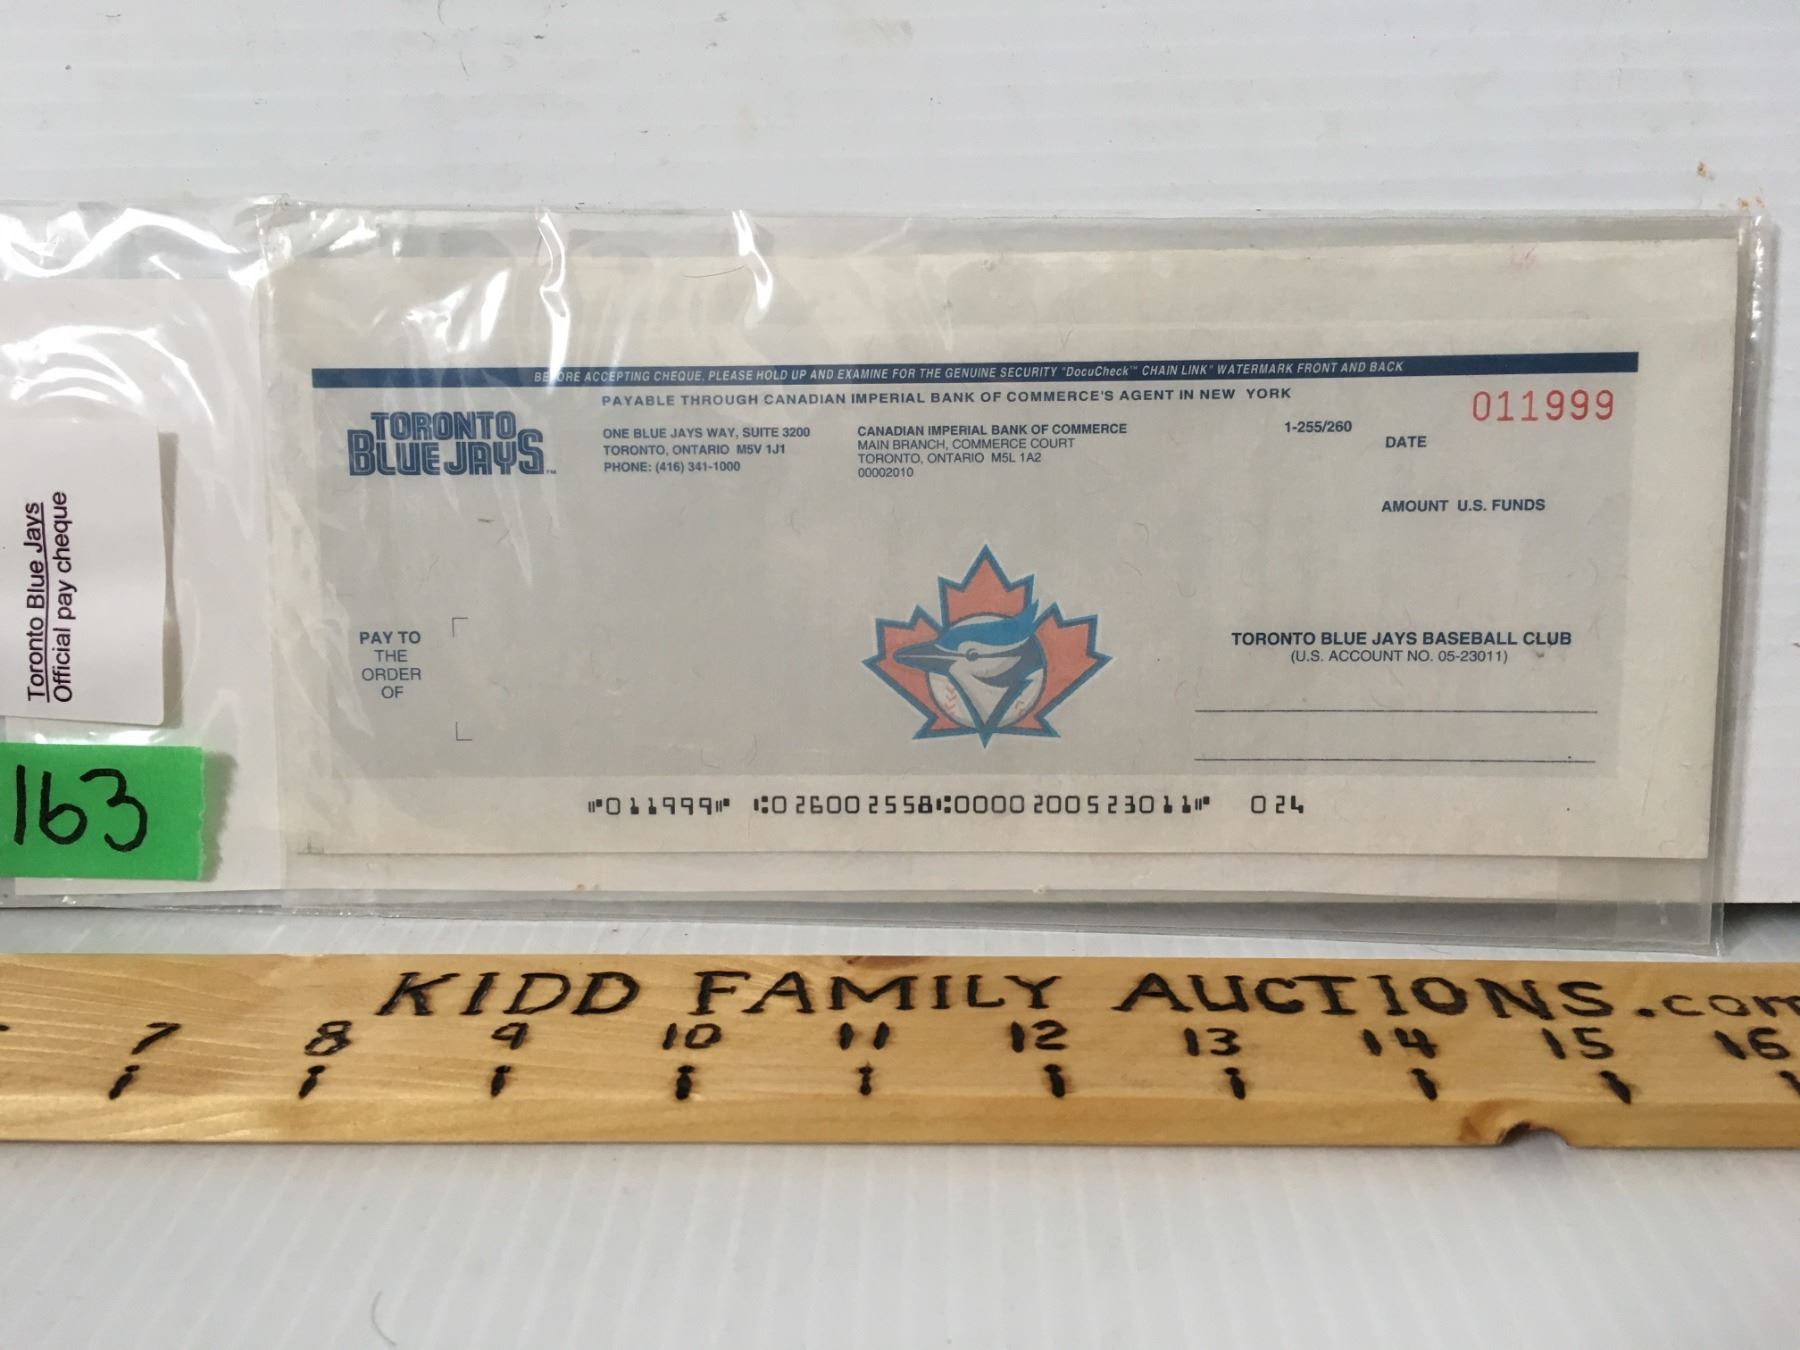 BEFORE ACCEPTING CHEQUE, PLEASE HOLD UP AND EXAMINE FOR THE GENUINE SECURITY "DocuCheck™ CHAIN LINK" WATERMARK FRONT AND BACK
PAYABLE THROUGH CANADIAN IMPERIAL BANK OF COMMERCE'S AGENT IN NEW YORK
011999
TORONTO
BLUE JAYS™
ONE BLUE JAYS WAY, SUITE 3200
TORONTO, ONTARIO M5V 1J1
PHONE: (416) 341-1000
CANADIAN IMPERIAL BANK OF COMMERCE
MAIN BRANCH, COMMERCE COURT
TORONTO, ONTARIO M5L 1A2
00002010
1-255/260
DATE
AMOUNT U.S. FUNDS
PAY TO
THE
ORDER
OF
TORONTO BLUE JAYS BASEBALL CLUB
(U.S. ACCOUNT NO. 05-23011)
⑈011999⑈ ⑆026002558⑆0000200523011⑈ 024
Toronto Blue Jays
Official pay cheque
163
KIDD FAMILY AUCTIONS.com
7 8 9 10 11 12 13 14 15 16